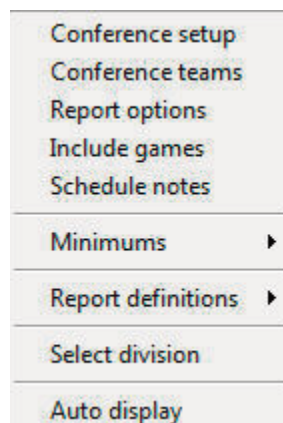 Conference setup
Conference teams
Report options
Include games
Schedule notes
Minimums
Report definitions
Select division
Auto display